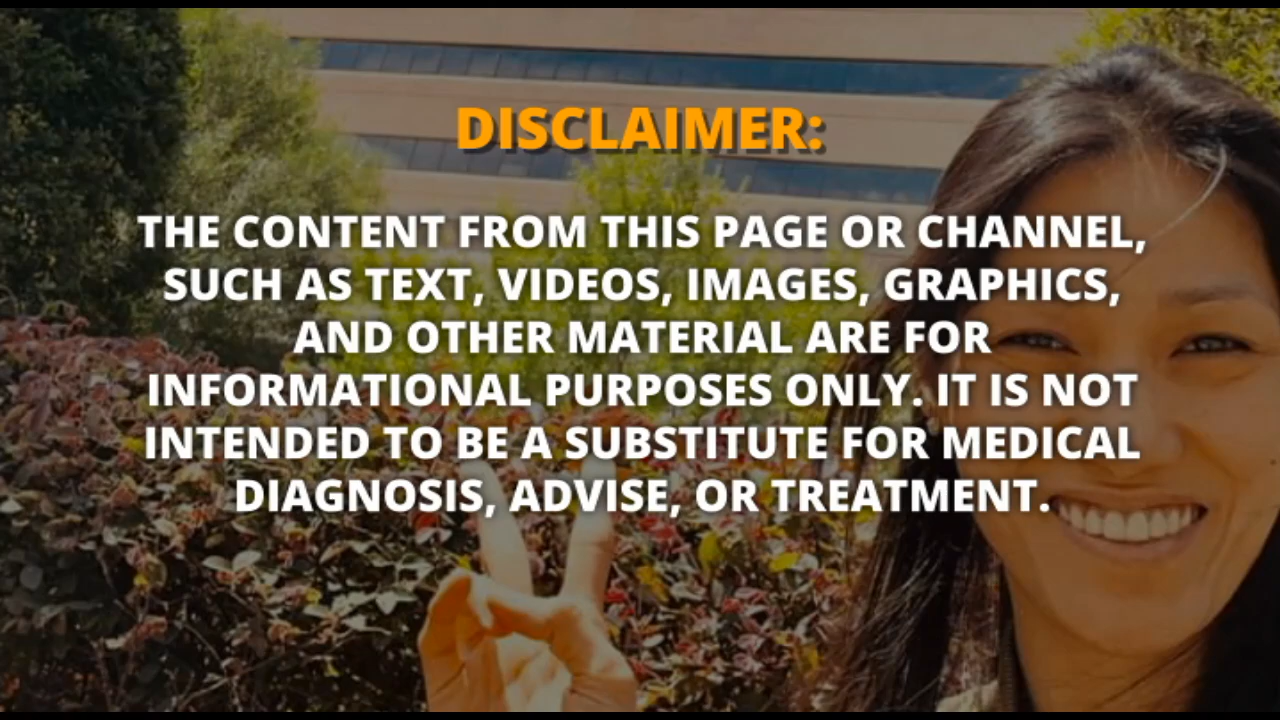 DISCLAIMER:
THE CONTENT FROM THIS PAGE OR CHANNEL,
SUCH AS TEXT, VIDEOS, IMAGES, GRAPHICS,
AND OTHER MATERIAL ARE FOR
INFORMATIONAL PURPOSES ONLY. IT IS NOT
INTENDED TO BE A SUBSTITUTE FOR MEDICAL
DIAGNOSIS, ADVISE, OR TREATMENT.